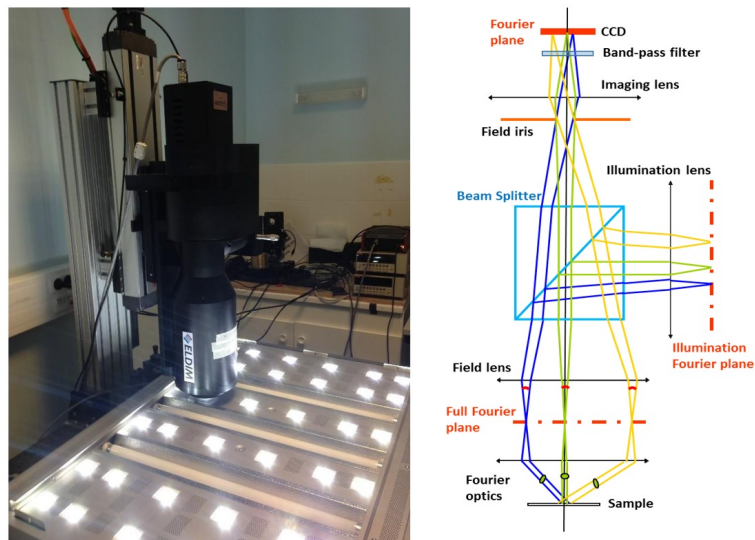 ELDIM
Fourier
plane
CCD
Band-pass filter
Imaging lens
Field iris
Illumination lens
Beam Splitter
Illumination
Fourier plane
Field lens
Full Fourier
plane
Fourier
optics
Sample